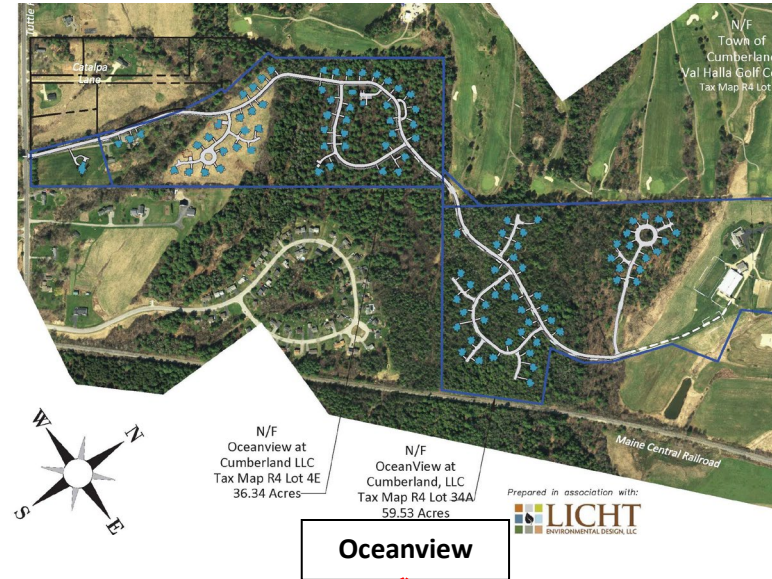 Tuttle
Catalpa
Lane
N/F
Town of
Cumberland
Val Halla Golf Co
Tax Map R4 Lot
W
N
S
E
N/F
Oceanview at
Cumberland LLC
Tax Map R4 Lot 4E
36.34 Acres
N/F
OceanView at
Cumberland, LLC
Tax Map R4 Lot 34A
59.53 Acres
Maine Central Railroad
Prepared in association with:
LICHT
ENVIRONMENTAL DESIGN, LLC
Oceanview